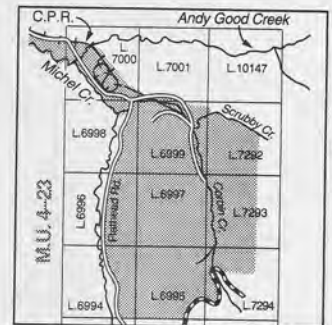 C.P.R.
Andy Good Creek
L.
7000
L.7001
L.10147
Michel Cr.
Scrubby Cr.
L.6998
L.6999
L.7292
L.6997
L.6996
Flathead Rd.
Corbin Cr.
L.7293
M.U. 4-23
L.6994
L.6995
L.7294